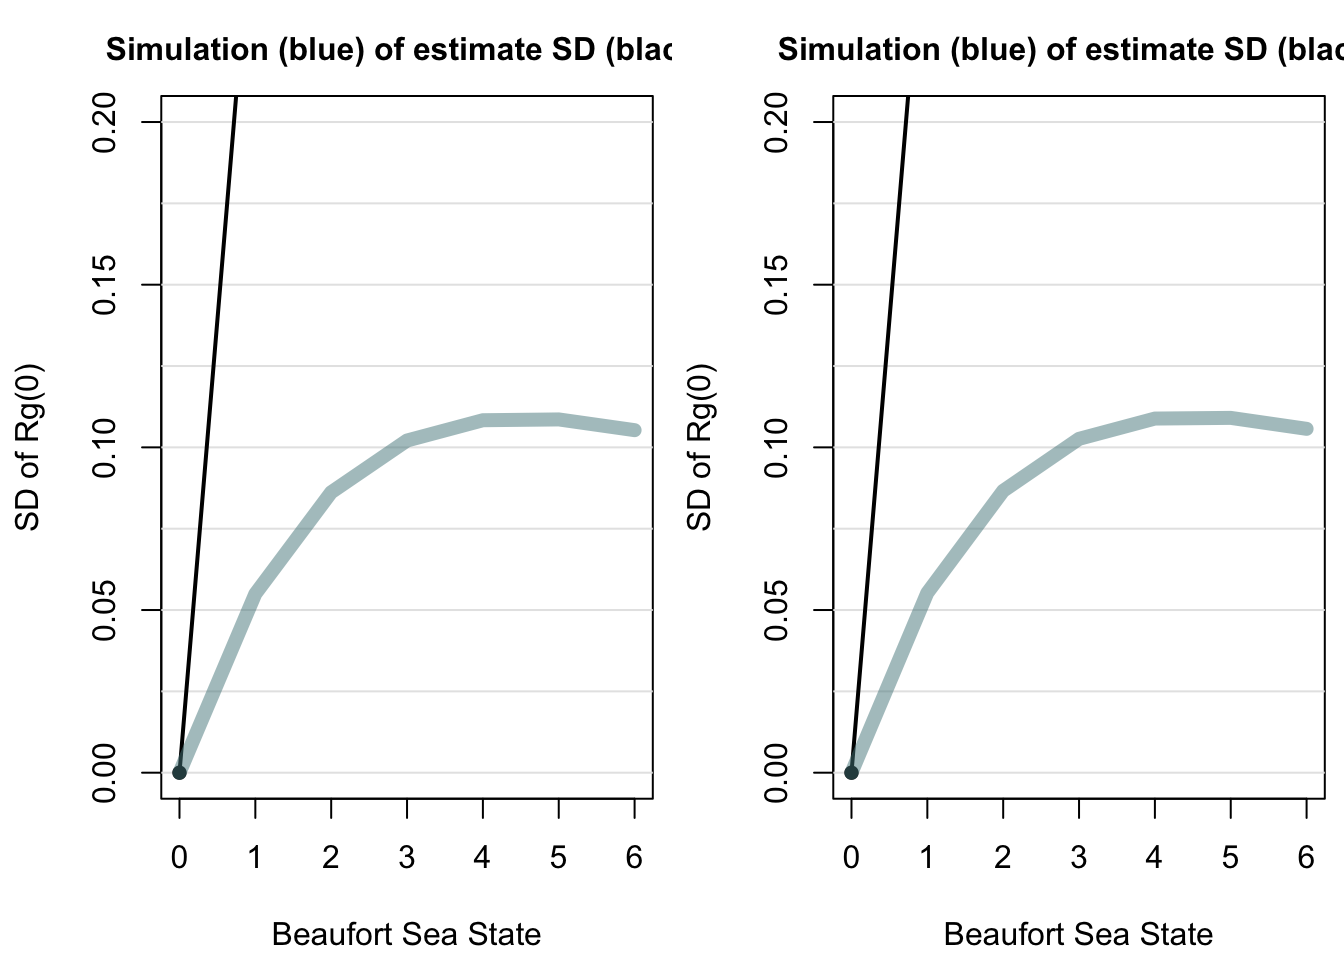 Simulation (blue) of estimate SD (blac
SD of Rg(0)
0.20
0.15
0.10
0.05
0.00
0 1 2 3 4 5 6
Beaufort Sea State
Simulation (blue) of estimate SD (blac
SD of Rg(0)
0.20
0.15
0.10
0.05
0.00
0 1 2 3 4 5 6
Beaufort Sea State